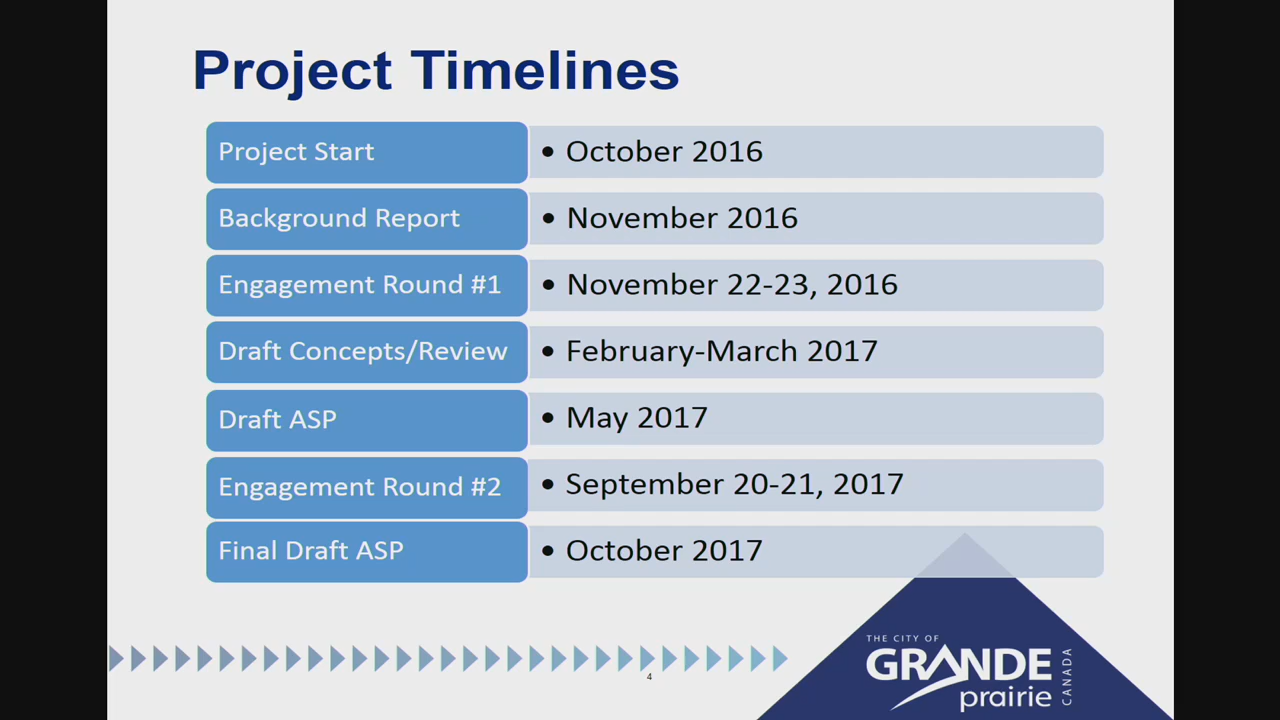 Project Timelines
Project Start
• October 2016
Background Report
• November 2016
Engagement Round #1
• November 22-23, 2016
Draft Concepts/Review
• February-March 2017
Draft ASP
• May 2017
Engagement Round #2
• September 20-21, 2017
Final Draft ASP
• October 2017
THE CITY OF
GRANDE
prairie
CANADA
4